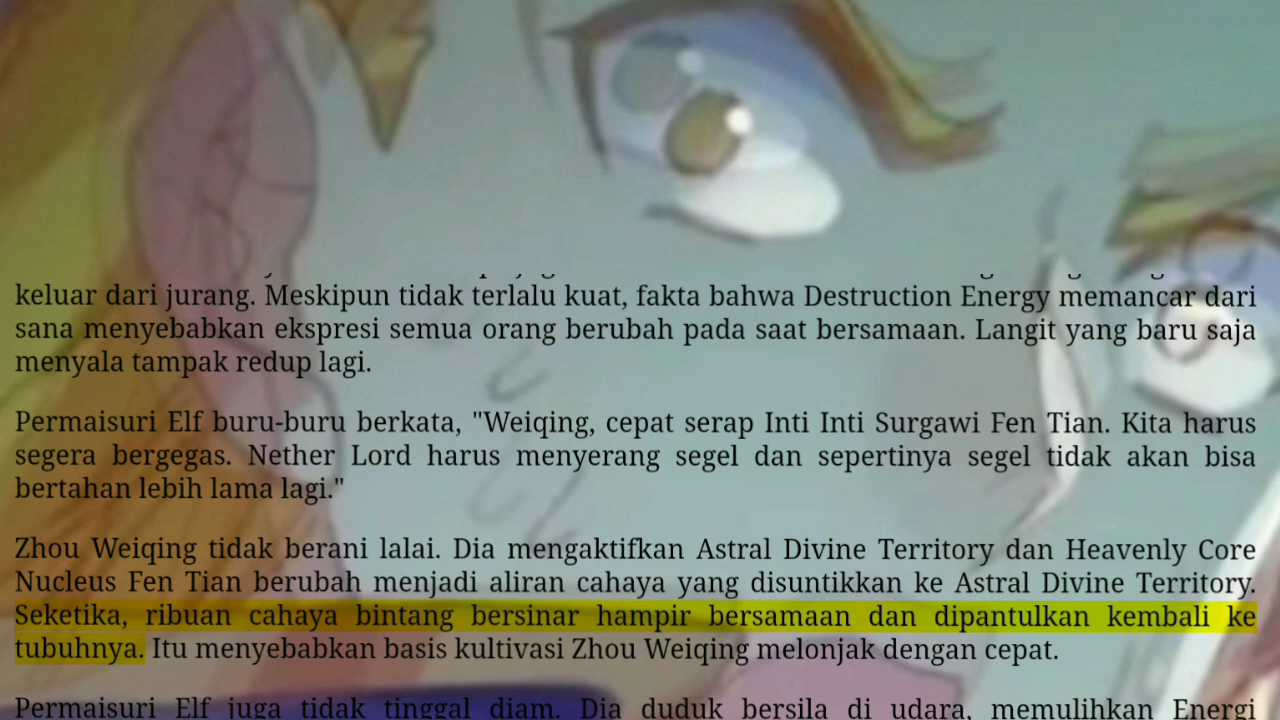 keluar dari jurang. Meskipun tidak terlalu kuat, fakta bahwa Destruction Energy memancar dari
sana menyebabkan ekspresi semua orang berubah pada saat bersamaan. Langit yang baru saja
menyala tampak redup lagi.
Permaisuri Elf buru-buru berkata, "Weiqing, cepat serap Inti Inti Surgawi Fen Tian. Kita harus
segera bergegas. Nether Lord harus menyerang segel dan sepertinya segel tidak akan bisa
bertahan lebih lama lagi."
Zhou Weiqing tidak berani lalai. Dia mengaktifkan Astral Divine Territory dan Heavenly Core
Nucleus Fen Tian berubah menjadi aliran cahaya yang disuntikkan ke Astral Divine Territory.
Seketika, ribuan cahaya bintang bersinar hampir bersamaan dan dipantulkan kembali ke
tubuhnya. Itu menyebabkan basis kultivasi Zhou Weiqing melonjak dengan cepat.
Permaisuri Elf juga tidak tinggal diam. Dia duduk bersila di udara, memulihkan Energi